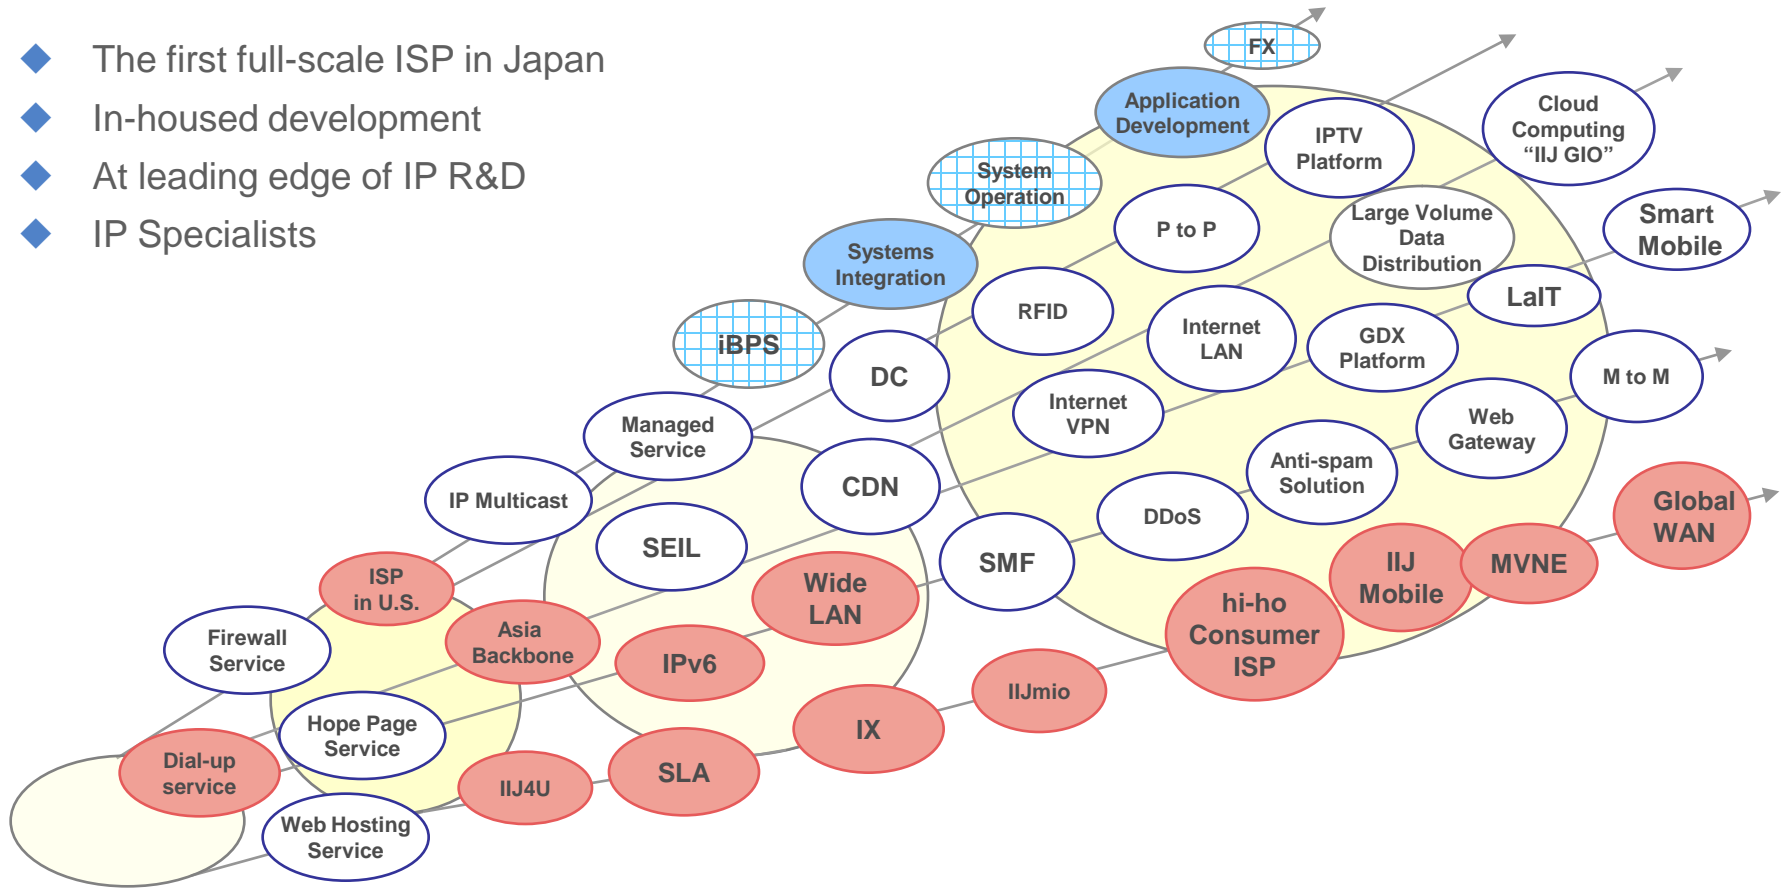 The first full-scale ISP in Japan
In-housed development
At leading edge of IP R&D
IP Specialists
FX
Application
Development
System
Operation
Systems
Integration
iBPS
Managed
Service
IP Multicast
ISP
in U.S.
Firewall
Service
Dial-up
service
Hope Page
Service
Web Hosting
Service
Cloud
Computing
“IIJ GIO”
IPTV
Platform
P to P
RFID
DC
Large Volume
Data
Distribution
Internet
LAN
Internet
VPN
CDN
SEIL
Asia
Backbone
Smart
Mobile
LaIT
GDX
Platform
M to M
Web
Gateway
Anti-spam
Solution
DDoS
SMF
Wide
LAN
IPv6
Global
WAN
MVNE
IIJ
Mobile
hi-ho
Consumer
ISP
IIJmio
IX
SLA
IIJ4U